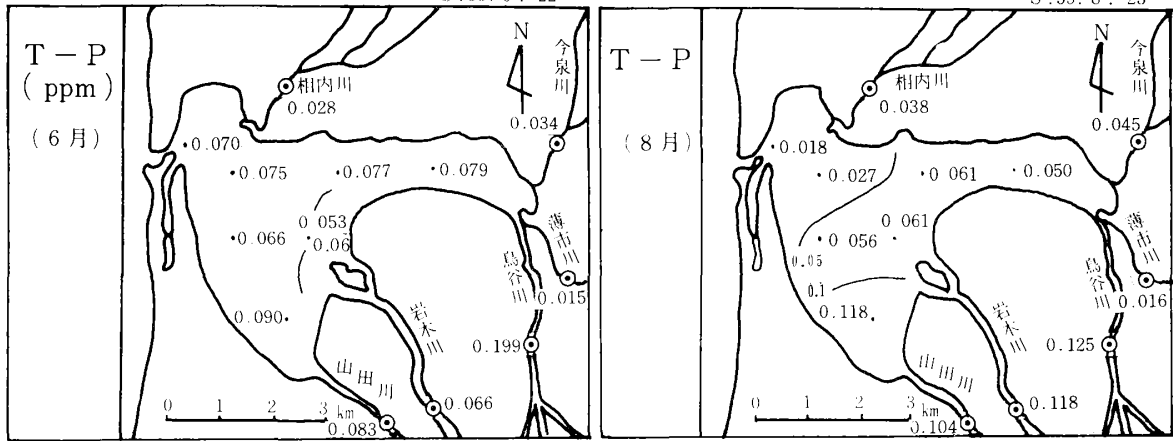 T－P
( ppm )
(6月)
N
今泉川
相内川
0.028
0.034
0.070
0.075
0.077
0.079
0.053
0.066
0.06
薄市川
鳥谷川
0.015
岩木川
0.090
0.199
山田川
0 1 2 3
km
0.066
0.083
T－P
(8月)
N
今泉川
相内川
0.038
0.045
0.018
0.027
0.061
0.050
0.061
0.056
0.05
薄市川
鳥谷川
0.1
0.016
岩木川
0.118
0.125
山田川
0 1 2 3
km
0.118
0.104